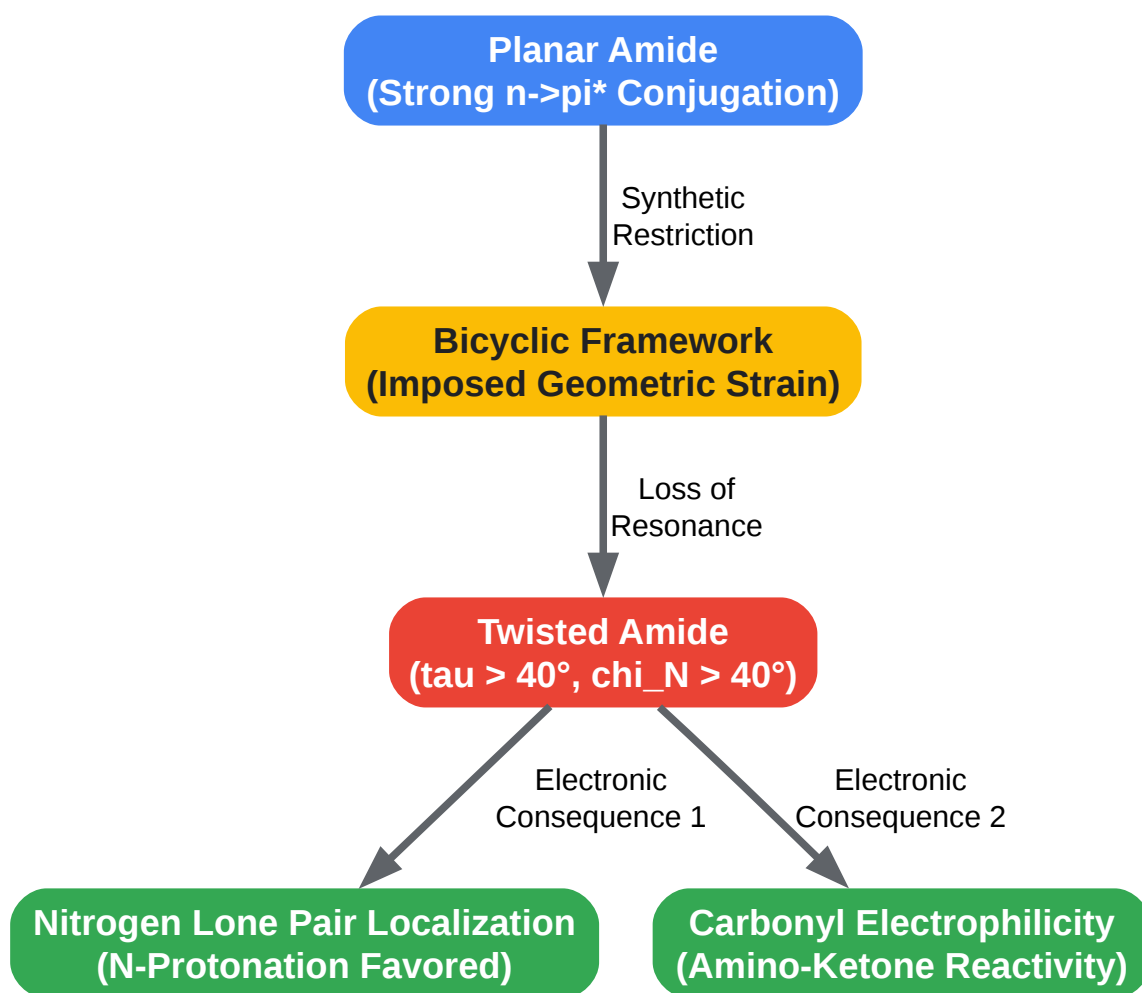 Planar Amide
(Strong n->pi* Conjugation)
Synthetic
Restriction
Bicyclic Framework
(Imposed Geometric Strain)
Loss of
Resonance
Twisted Amide
(tau > 40°, chi_N > 40°)
Electronic
Consequence 1
Electronic
Consequence 2
Nitrogen Lone Pair Localization
(N-Protonation Favored)
Carbonyl Electrophilicity
(Amino-Ketone Reactivity)